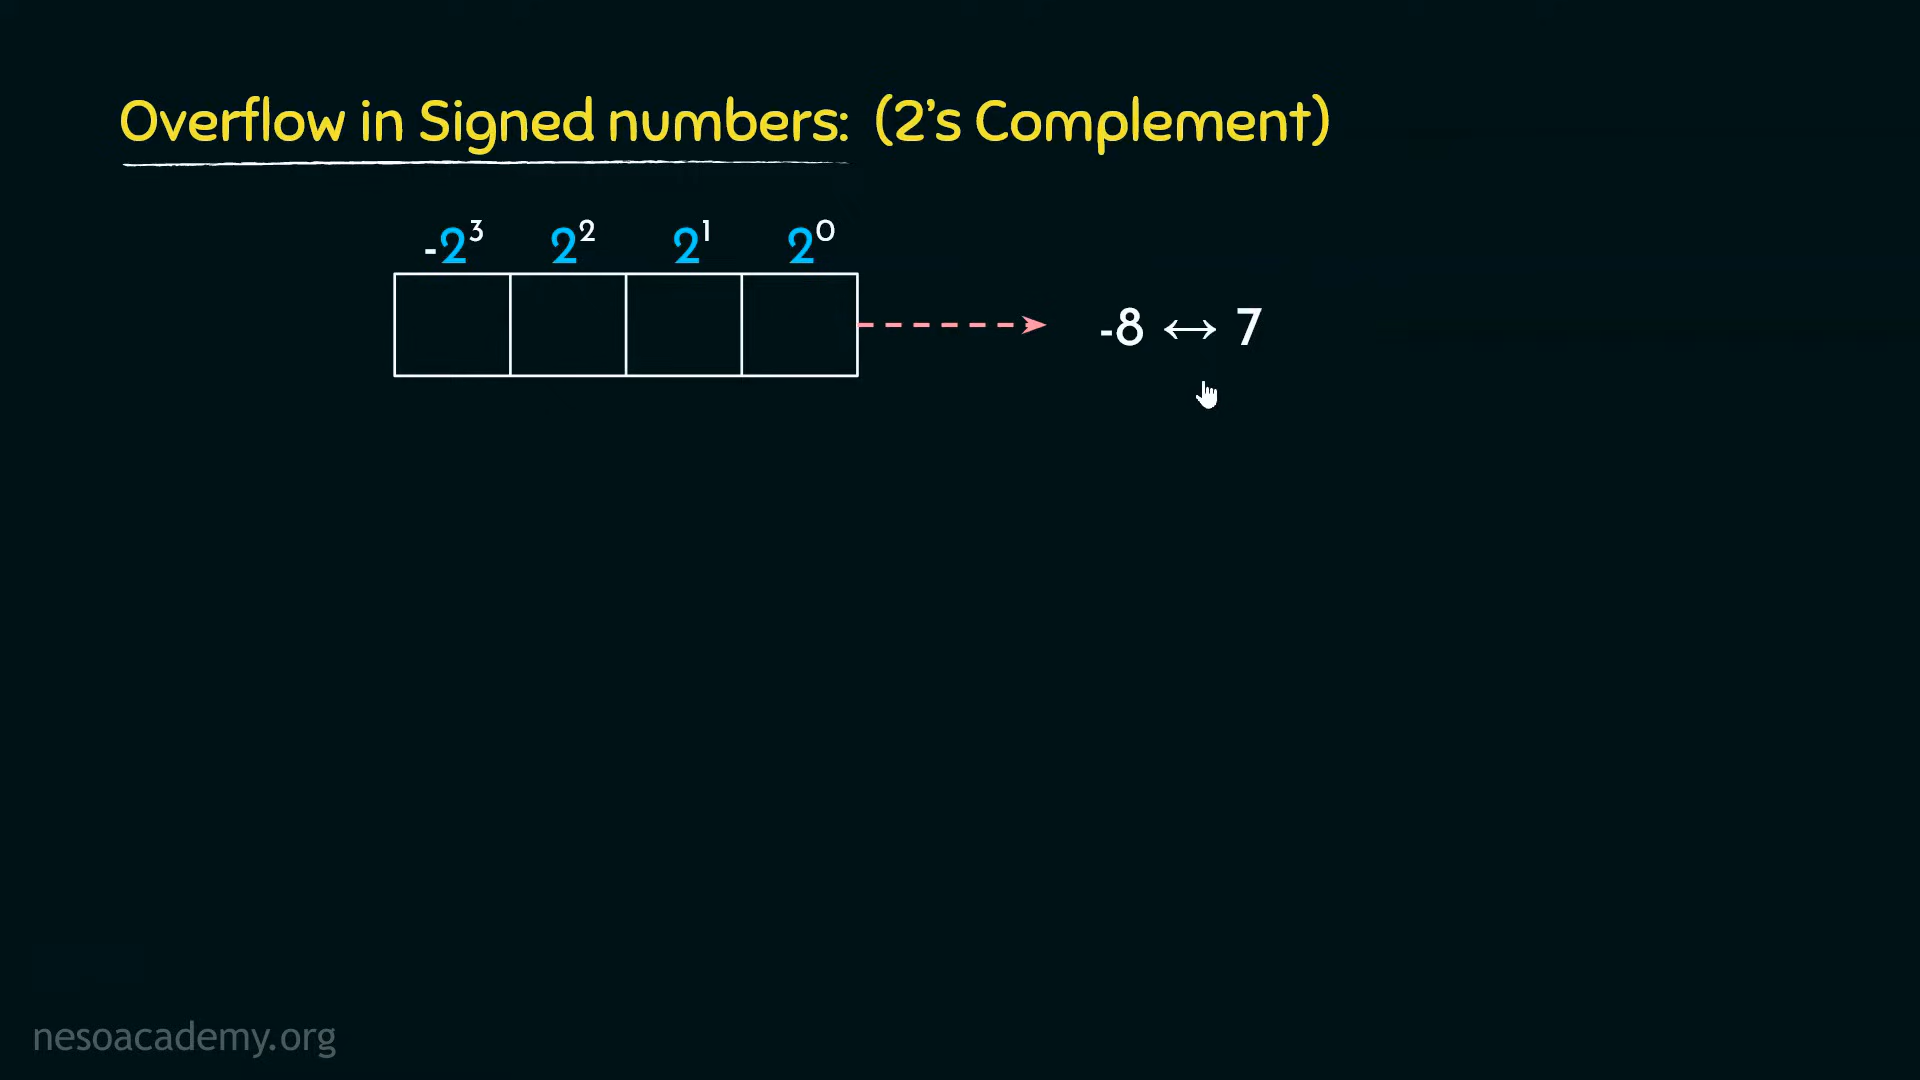 Overflow in Signed numbers: (2’s Complement)
-2³ 2² 2¹ 2⁰
-8 ↔ 7
nesoacademy.org